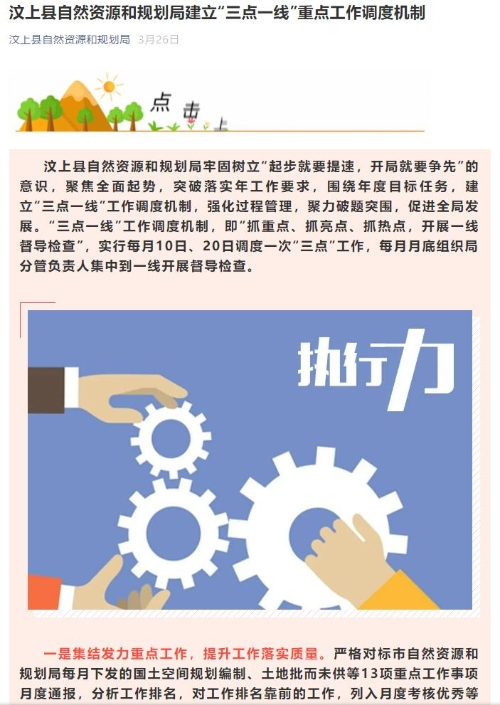 汶上县自然资源和规划局建立“三点一线”重点工作调度机制
汶上县自然资源和规划局 3月26日
点击上
汶上县自然资源和规划局牢固树立“起步就要提速，开局就要争先”的
意识，聚焦全面起势，突破落实年工作要求，围绕年度目标任务，建
立“三点一线”工作调度机制，强化过程管理，聚力破题突围，促进全局发
展。“三点一线”工作调度机制，即“抓重点、抓亮点、抓热点，开展一线
督导检查”，实行每月10日、20日调度一次“三点”工作，每月月底组织局
分管负责人集中到一线开展督导检查。
执行力
一是集结发力重点工作，提升工作落实质量。严格对标市自然资源和
规划局每月下发的国土空间规划编制、土地批而未供等13项重点工作事项
月度通报，分析工作排名，对工作排名靠前的工作，列入月度考核优秀等